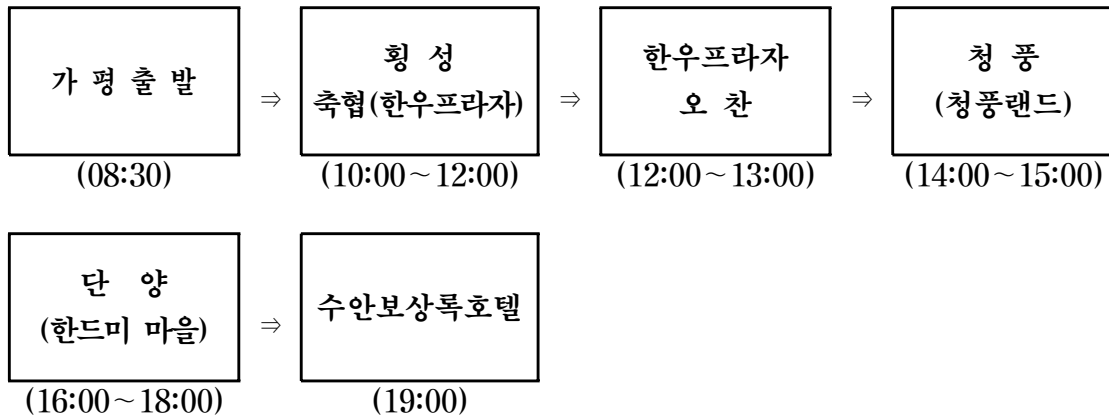 가 평 출 발
⇒
횡 성
축협(한우프라자)
⇒
한우프라자
오 찬
⇒
청 풍
(청풍랜드)
(08:30)
(10:00~12:00)
(12:00~13:00)
(14:00~15:00)
단 양
(한드미 마을)
⇒
수안보상록호텔
(16:00~18:00)
(19:00)